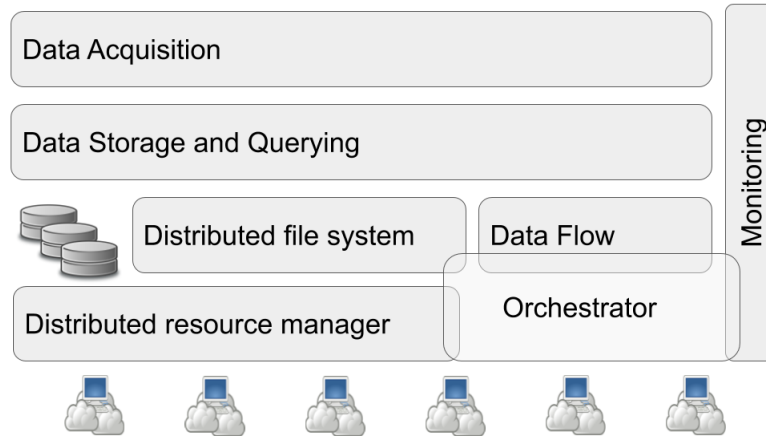 Data Acquisition
Data Storage and Querying
Distributed file system
Data Flow
Orchestrator
Distributed resource manager
Monitoring